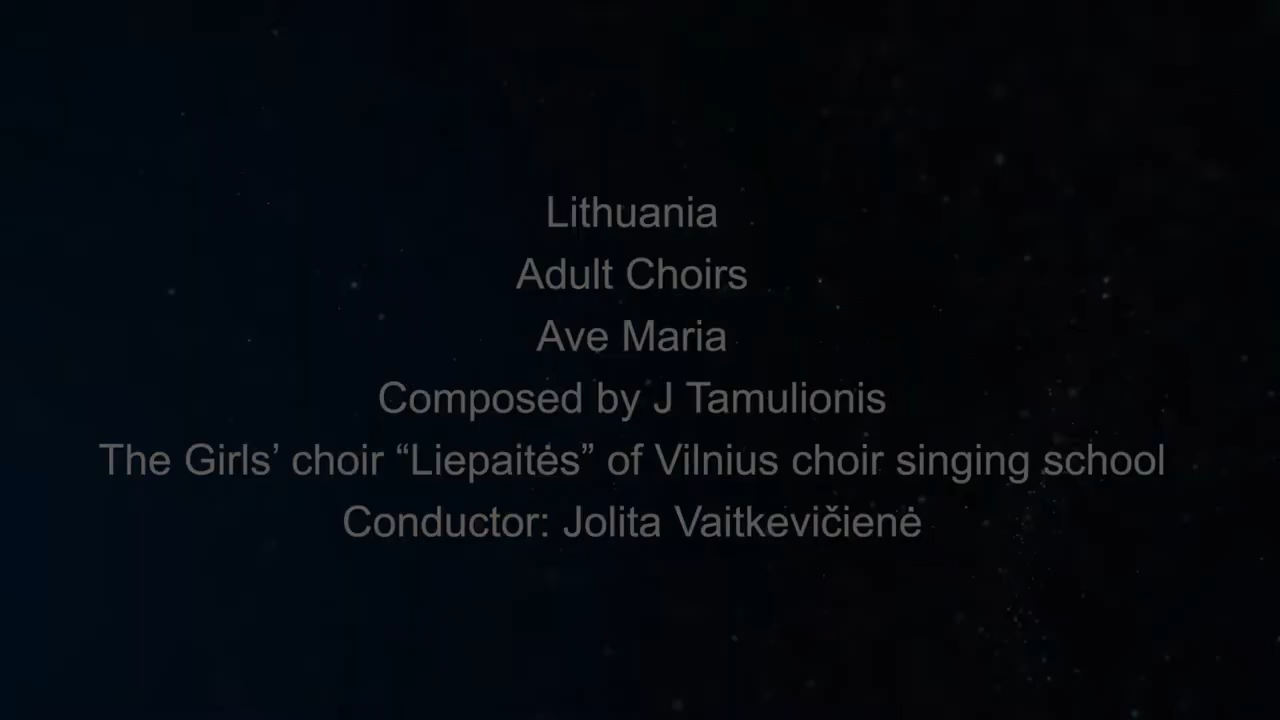 Lithuania
Adult Choirs
Ave Maria
Composed by J Tamulionis
The Girls’ choir “Liepaitės” of Vilnius choir singing school
Conductor: Jolita Vaitkevičienė